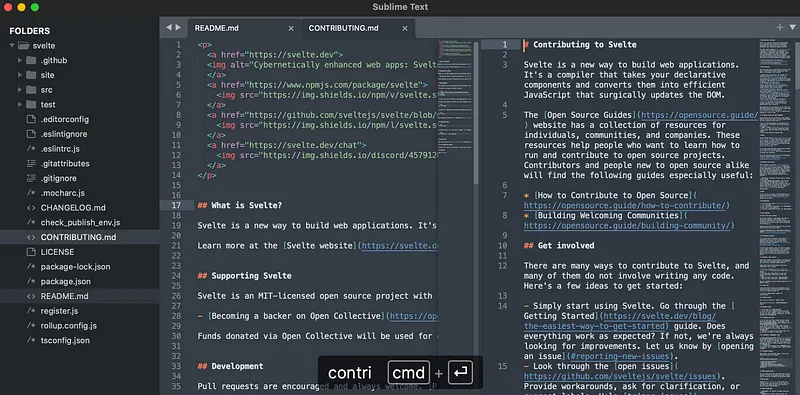 Sublime Text
FOLDERS
svelte
.github
site
src
test
.editorconfig
.eslintignore
.eslintrc.js
.gitattributes
.gitignore
.mocharc.js
CHANGELOG.md
check_publish_env.js
CONTRIBUTING.md
LICENSE
package-lock.json
package.json
README.md
register.js
rollup.config.js
tsconfig.json
README.md
CONTRIBUTING.md
1 <p>
2 <a href="https://svelte.dev">
3 <img alt="Cybernetically enhanced web apps: Svelt
4 </a>
5 <a href="https://www.npmjs.com/package/svelte">
6 <img src="https://img.shields.io/npm/v/svelte.s
7 </a>
8 <a href="https://github.com/sveltejs/svelte/blob/
9 <img src="https://img.shields.io/npm/l/svelte.s
10 </a>
11 <a href="https://svelte.dev/chat">
12 <img src="https://img.shields.io/discord/457912
13 </a>
14 </p>
15
16
17 ## What is Svelte?
18
19 Svelte is a new way to build web applications. It's
20
21 Learn more at the [Svelte website](https://svelte.d
22
23
24 ## Supporting Svelte
25
26 Svelte is an MIT-licensed open source project with
27
28 - [Becoming a backer on Open Collective](https://op
29
30 Funds donated via Open Collective will be used for
31
32
33 ## Development
34
35 Pull requests are encouraged and always welcome. [P
1 # Contributing to Svelte
2
3 Svelte is a new way to build web applications.
It's a compiler that takes your declarative
components and converts them into efficient
JavaScript that surgically updates the DOM.
4
5 The [Open Source Guides](https://opensource.guide/
) website has a collection of resources for
individuals, communities, and companies. These
resources help people who want to learn how to
run and contribute to open source projects.
Contributors and people new to open source alike
will find the following guides especially useful:
6
7 * [How to Contribute to Open Source](
https://opensource.guide/how-to-contribute/)
8 * [Building Welcoming Communities](
https://opensource.guide/building-community/)
9
10 ## Get involved
11
12 There are many ways to contribute to Svelte, and
many of them do not involve writing any code.
Here's a few ideas to get started:
13
14 - Simply start using Svelte. Go through the [
Getting Started](https://svelte.dev/blog/
the-easiest-way-to-get-started) guide. Does
everything work as expected? If not, we're always
looking for improvements. Let us know by [opening
an issue](#reporting-new-issues).
15 - Look through the [open issues](
https://github.com/sveltejs/svelte/issues).
Provide workarounds, ask for clarification, or
contri cmd +